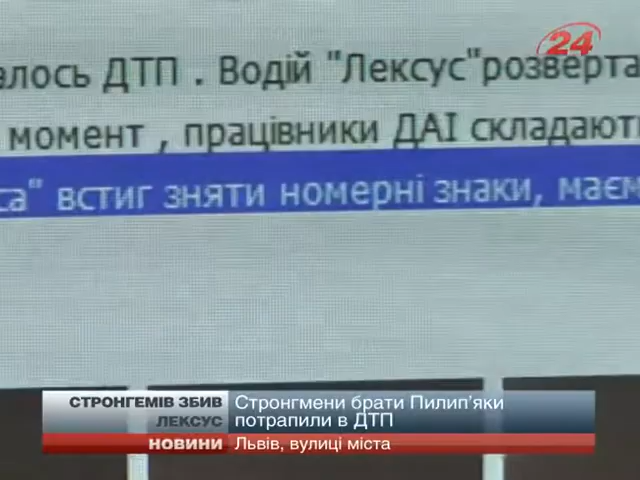 24
алось ДТП . Водій "Лексус"розверта
момент , працівники ДАІ складают
са" встиг зняти номерні знаки, маєм
СТРОНГЕМІВ ЗБИВ
ЛЕКСУС
Стронгмени брати Пилип'яки
потрапили в ДТП
НОВИНИ
Львів, вулиці міста